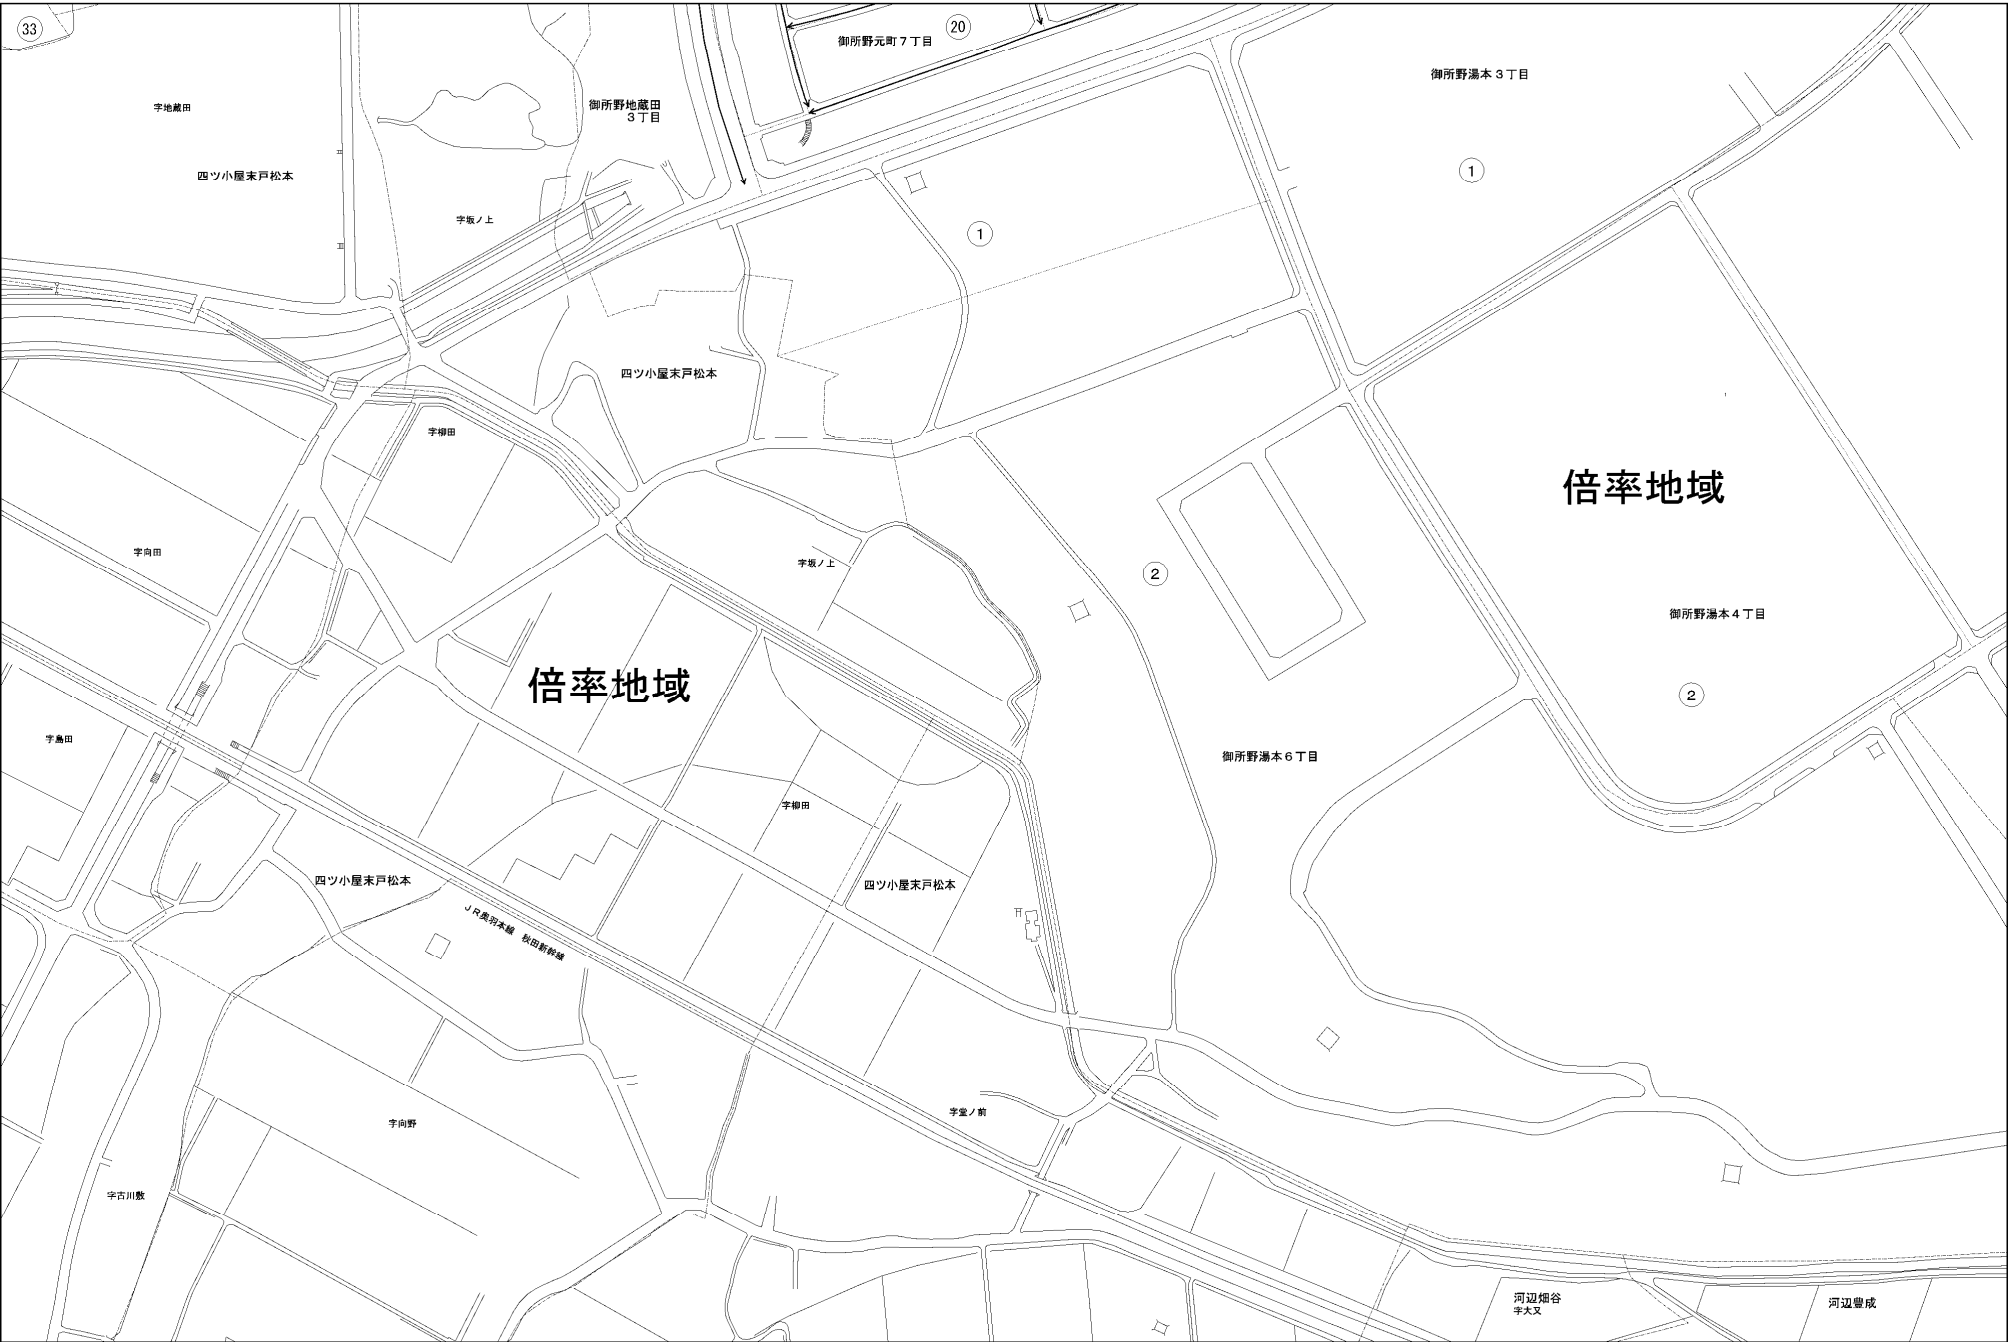 33
20
御所野元町７丁目
御所野湯本３丁目
字地蔵田
御所野地蔵田
３丁目
四ツ小屋末戸松本
1
字坂ノ上
1
四ツ小屋末戸松本
字柳田
倍率地域
字向田
字坂ノ上
2
御所野湯本４丁目
倍率地域
2
字島田
御所野湯本６丁目
字柳田
四ツ小屋末戸松本
四ツ小屋末戸松本
ＪＲ奥羽本線　秋田新幹線
字堂ノ前
字向野
字古川敷
河辺畑谷
字大又
河辺豊成